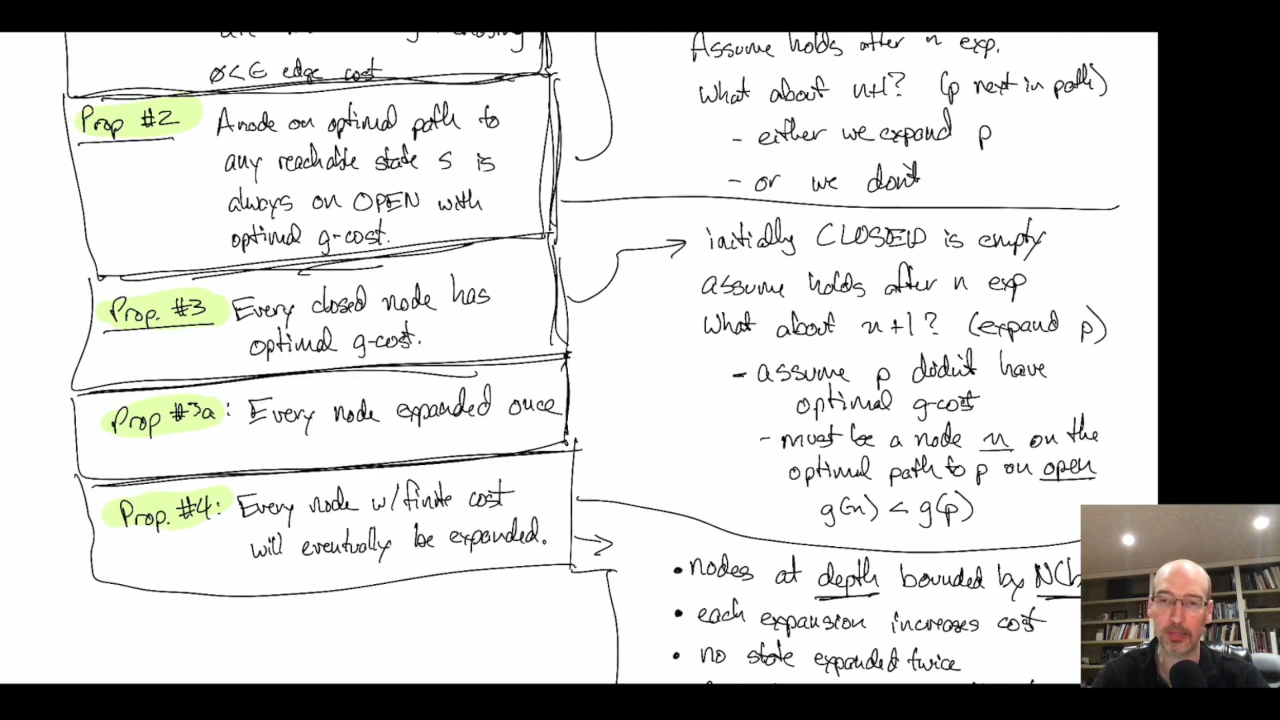 ø<ϵ edge cost
Prop #2 A node on optimal path to
any reachable state s is
always on OPEN with
optimal g-cost.
Prop. #3 Every closed node has
optimal g-cost.
Prop #3a: Every node expanded once
Prop. #4: Every node w/ finite cost
will eventually be expanded.
Assume holds after n exp.
What about n+1? (p next in path)
- either we expand p
- or we don't
initially CLOSED is empty
assume holds after n exp
What about n+1? (expand p)
- assume p didn't have
optimal g-cost
- must be a node n on the
optimal path to p on open
g(n) < g(p)
• nodes at depth bounded by N(b
• each expansion increases cost
• no state expanded twice